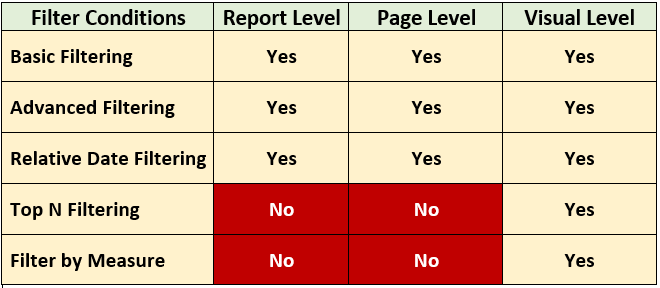 Filter Conditions Report Level Page Level Visual Level
Basic Filtering Yes Yes Yes
Advanced Filtering Yes Yes Yes
Relative Date Filtering Yes Yes Yes
Top N Filtering No No Yes
Filter by Measure No No Yes